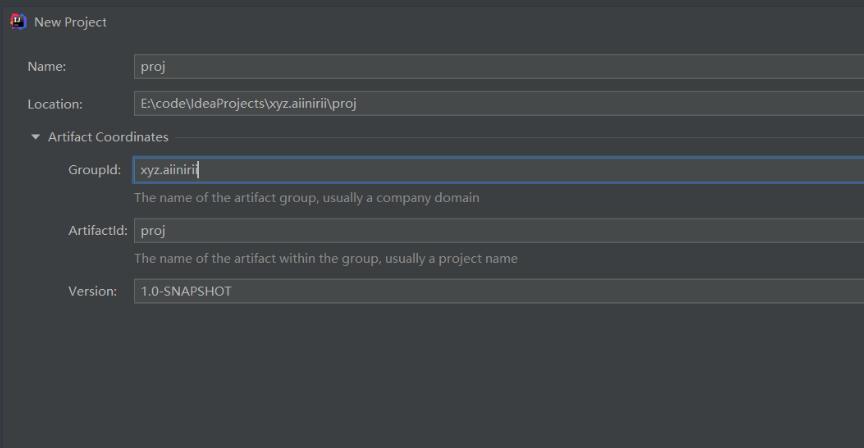 New Project
Name: proj
Location: E:\code\IdeaProjects\xyz.aiinirii\proj
Artifact Coordinates
GroupId: xyz.aiinirii
The name of the artifact group, usually a company domain
ArtifactId: proj
The name of the artifact within the group, usually a project name
Version: 1.0-SNAPSHOT